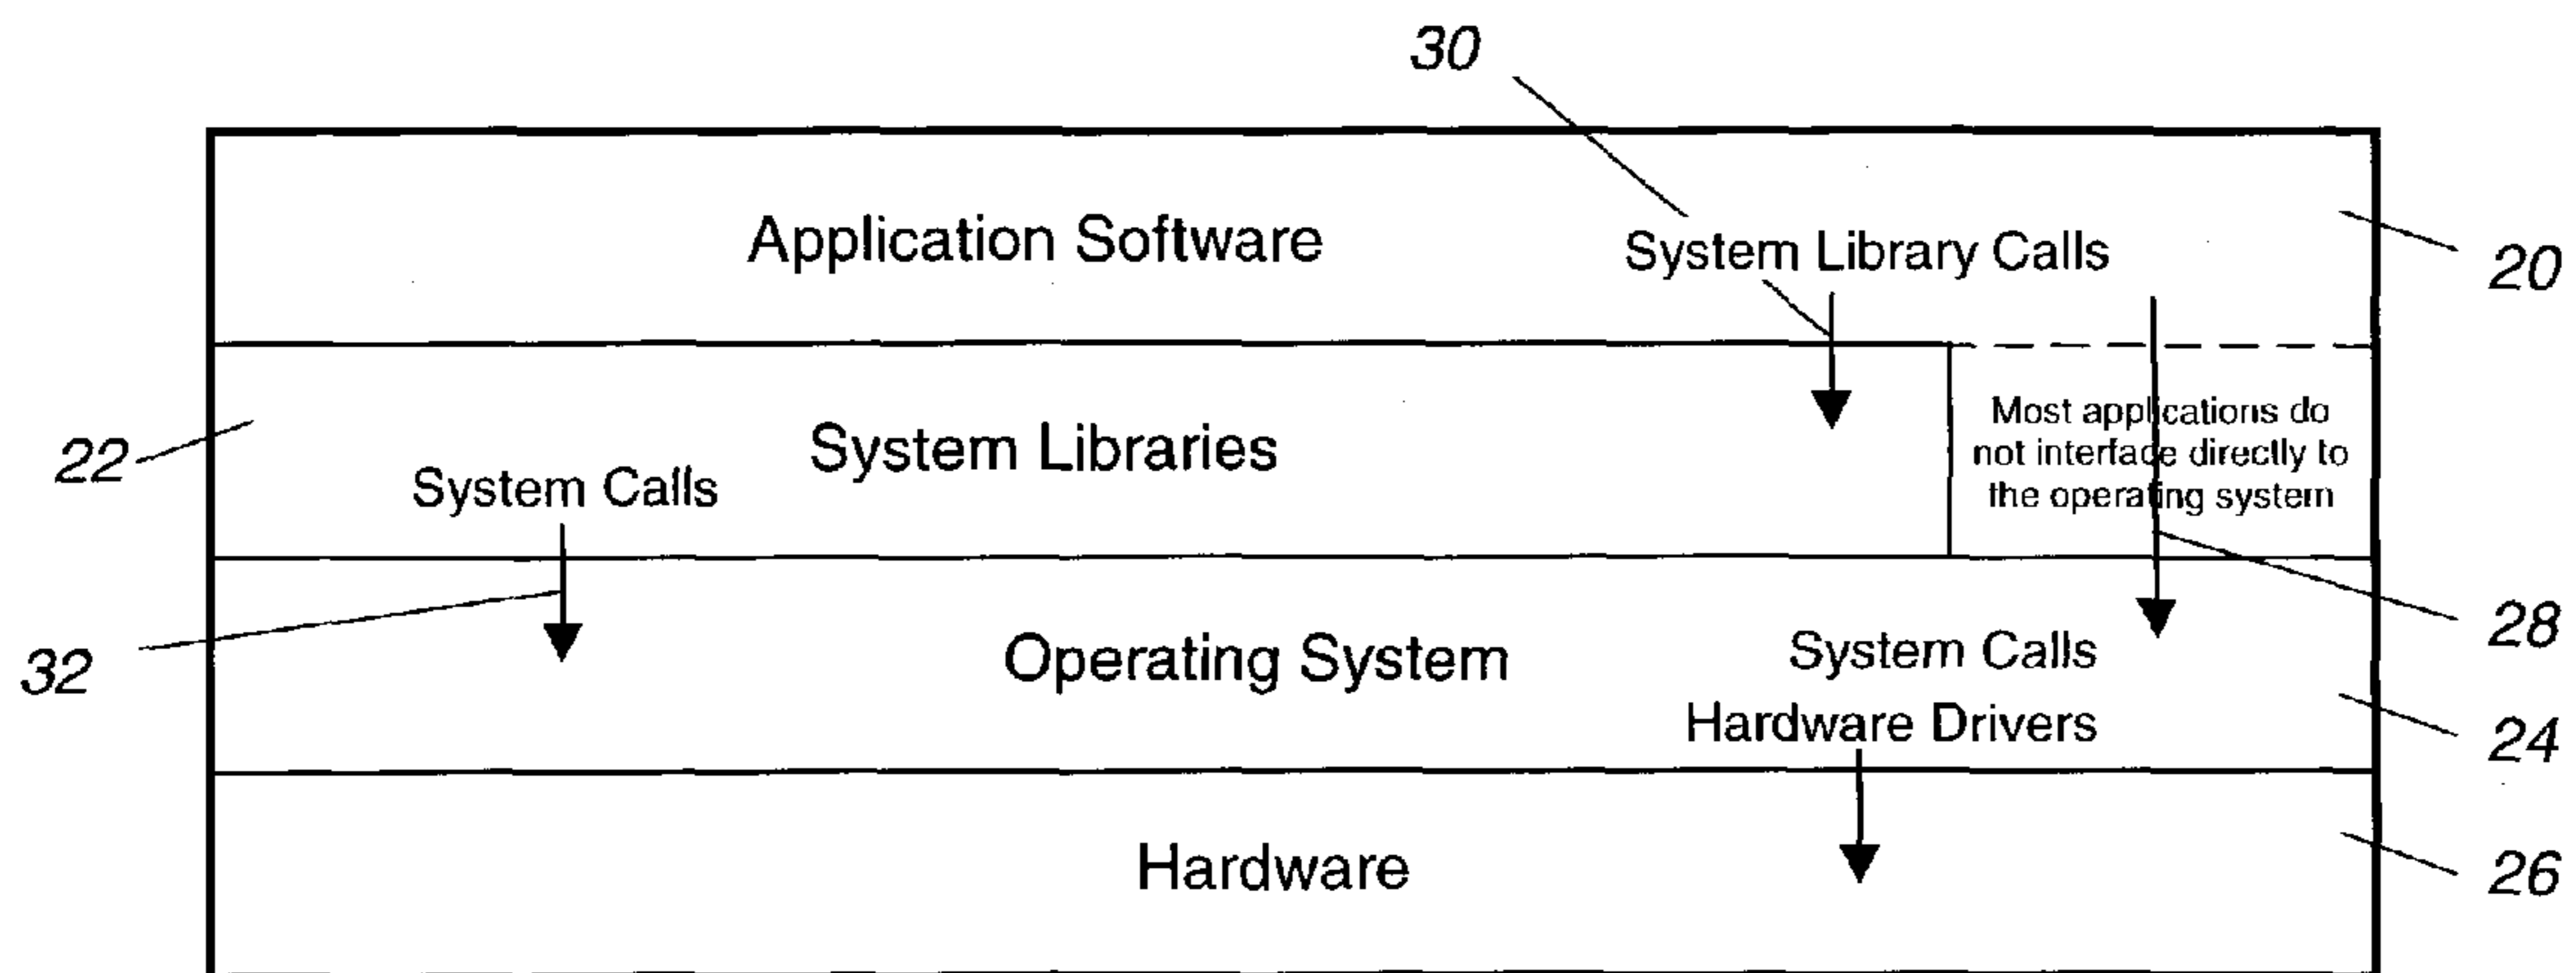 30
Application Software
System Library Calls
20
Most applications do
not interface directly to
the operating system
22
System Libraries
System Calls
28
32
Operating System
System Calls
Hardware Drivers
24
Hardware
26